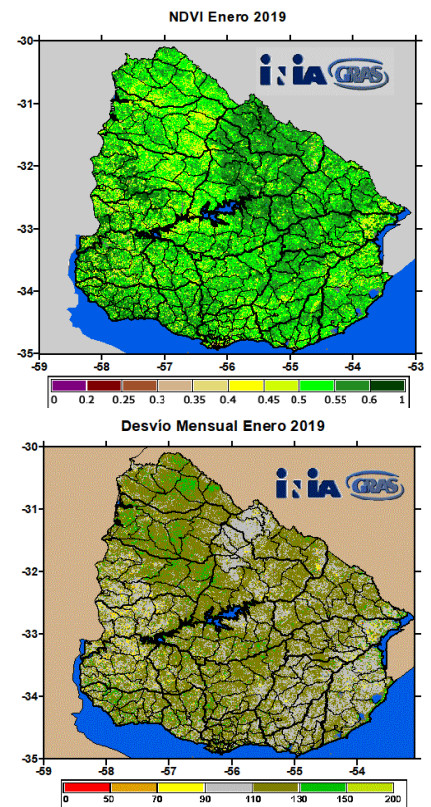 NDVI Enero 2019
-30
INIA GRAS
-31
-32
-33
-34
-35
-59 -58 -57 -56 -55 -54 -53
0 0.2 0.25 0.3 0.35 0.4 0.45 0.5 0.55 0.6 1
Desvío Mensual Enero 2019
-30
INIA GRAS
-31
-32
-33
-34
-35
-59 -58 -57 -56 -55 -54
0 50 70 90 110 130 150 200